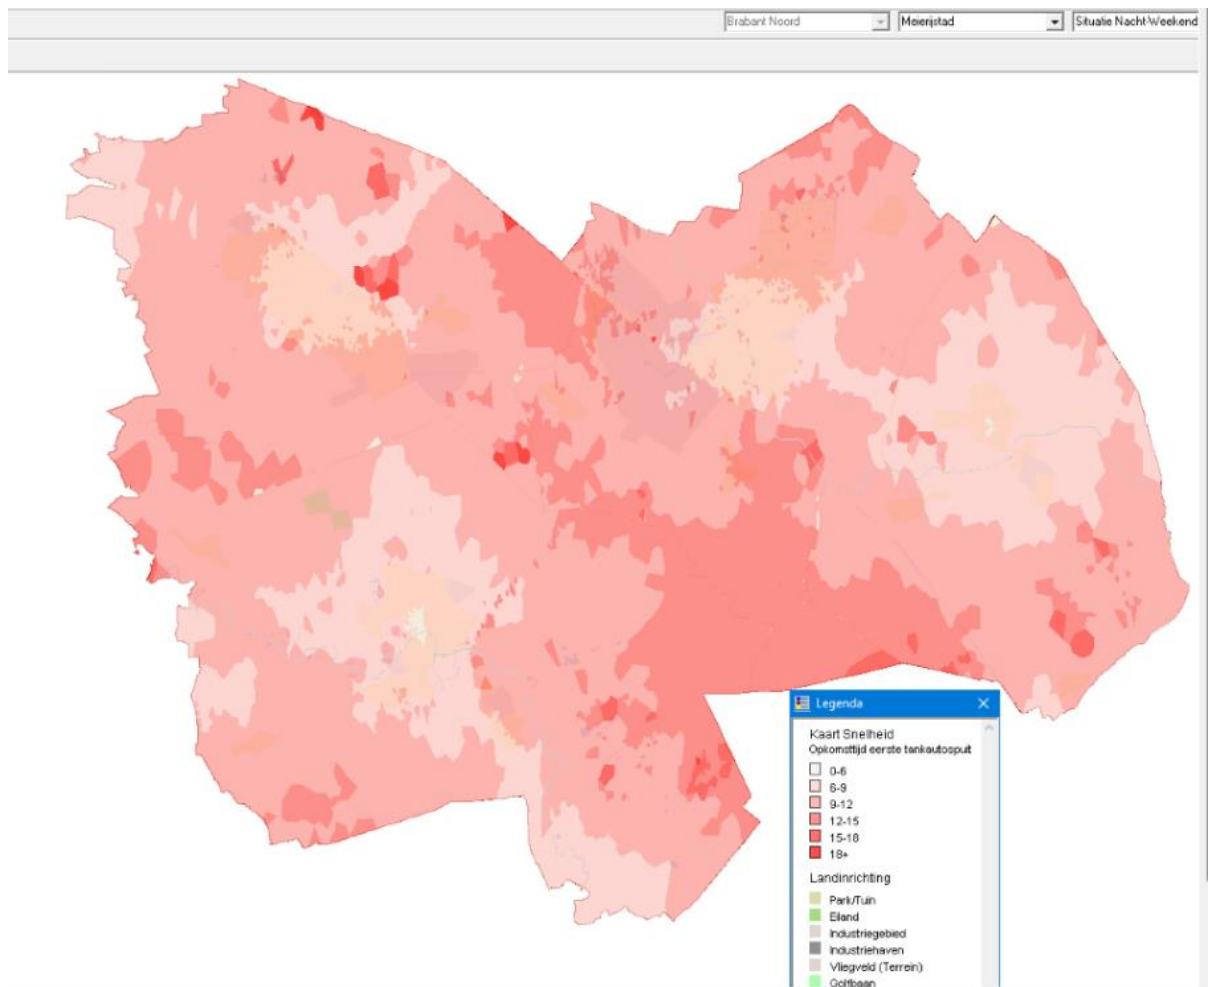 Brabant Noord
Meierijstad
Situatie Nacht-Weekend
Legenda
Kaart Snelheid
Opkomsttijd eerste tankautospuit
0-6
6-9
9-12
12-15
15-18
18+
Landinrichting
Park/Tuin
Eiland
Industriegebied
Industriehaven
Vliegveld (Terrein)
Golfbaan